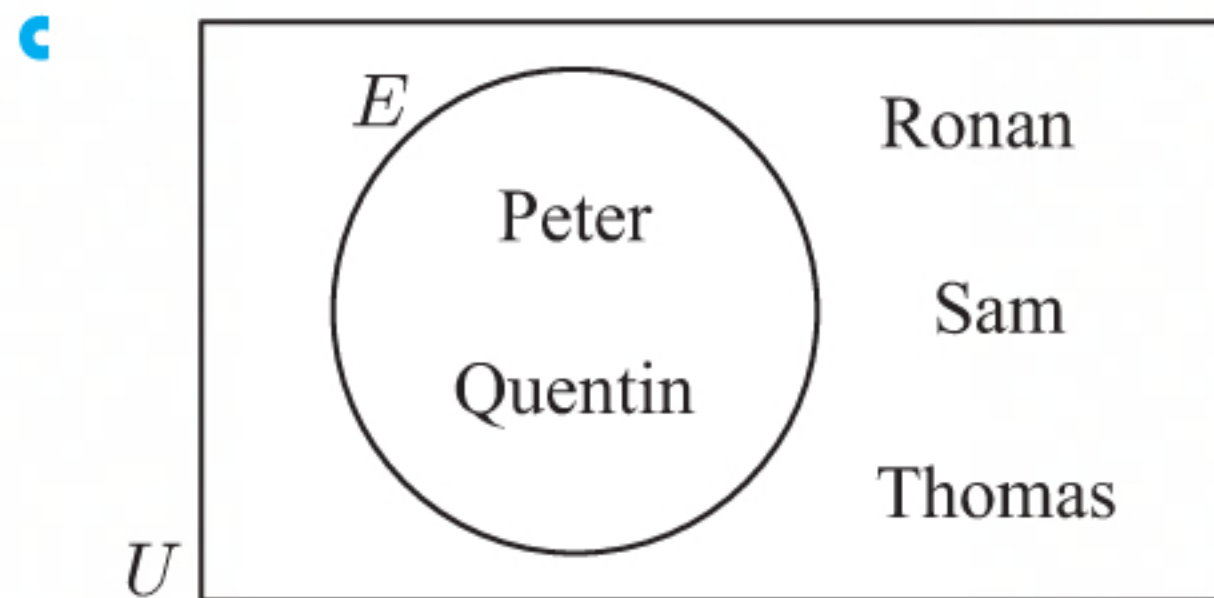 c
E
Ronan
Peter
Sam
Quentin
Thomas
U